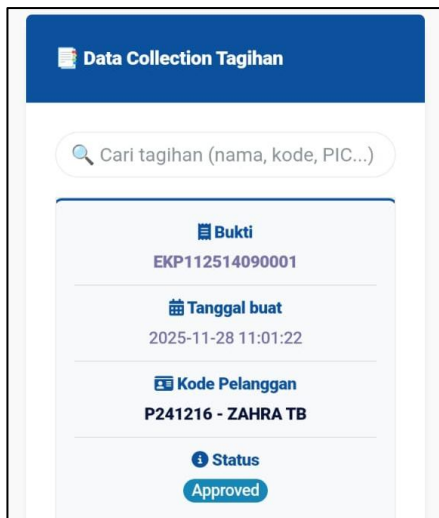 Data Collection Tagihan
Cari tagihan (nama, kode, PIC...)
Bukti
EKP112514090001
Tanggal buat
2025-11-28 11:01:22
Kode Pelanggan
P241216 - ZAHRA TB
Status
Approved